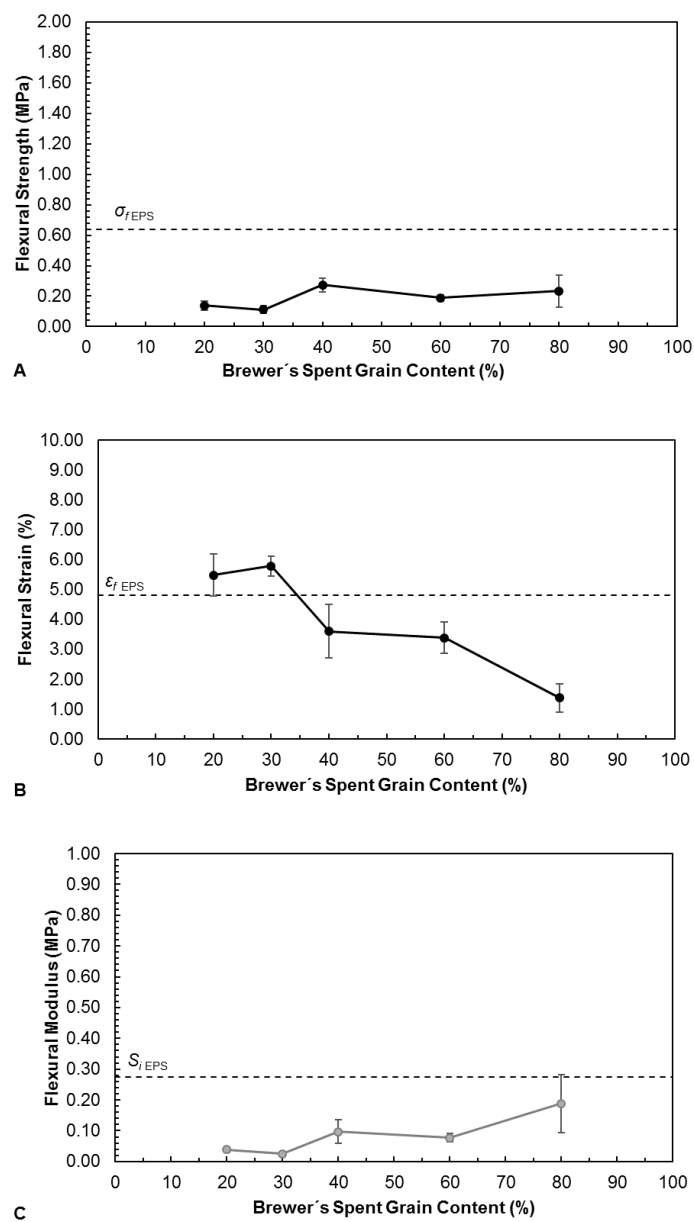 2.00
1.80
1.60
1.40
1.20
1.00
0.80
0.60
0.40
0.20
0.00
Flexural Strength (MPa)
σf EPS
0 10 20 30 40 50 60 70 80 90 100
Brewer´s Spent Grain Content (%)
A
10.00
9.00
8.00
7.00
6.00
5.00
4.00
3.00
2.00
1.00
0.00
Flexural Strain (%)
εf EPS
0 10 20 30 40 50 60 70 80 90 100
Brewer´s Spent Grain Content (%)
B
1.00
0.90
0.80
0.70
0.60
0.50
0.40
0.30
0.20
0.10
0.00
Flexural Modulus (MPa)
Si EPS
0 10 20 30 40 50 60 70 80 90 100
Brewer´s Spent Grain Content (%)
C